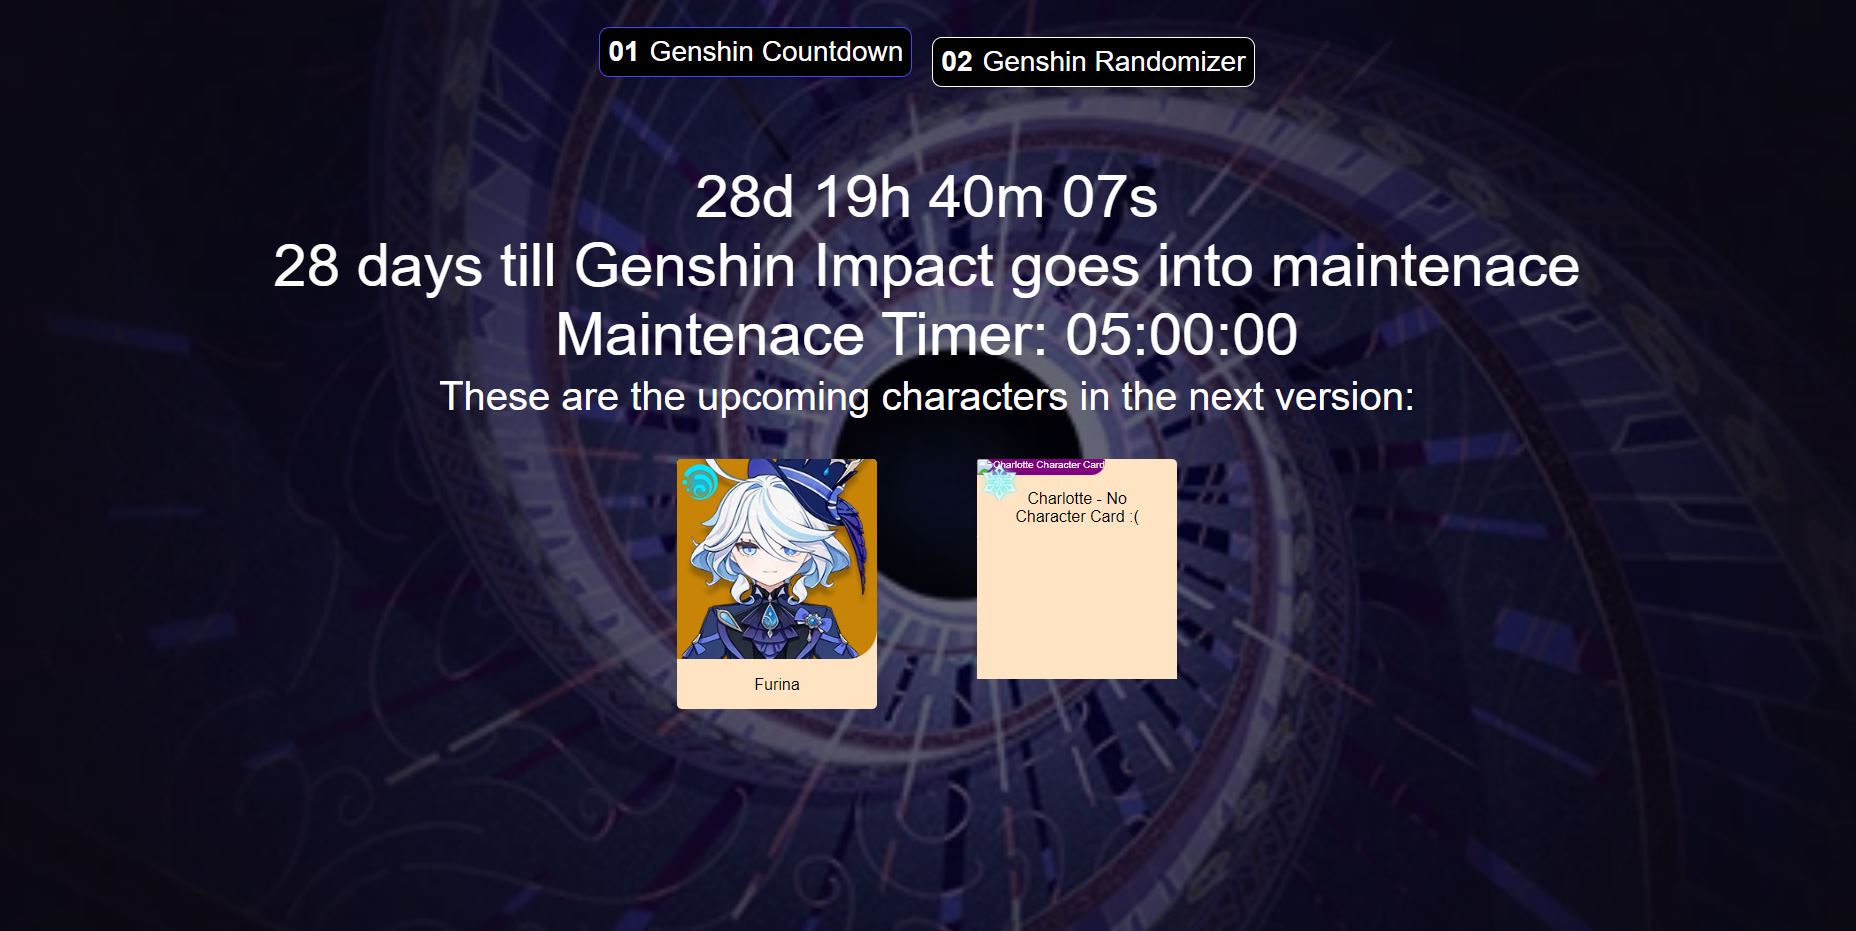 01 Genshin Countdown
02 Genshin Randomizer
28d 19h 40m 07s
28 days till Genshin Impact goes into maintenace
Maintenace Timer: 05:00:00
These are the upcoming characters in the next version:
Furina
Charlotte Character Card
Charlotte - No
Character Card :(